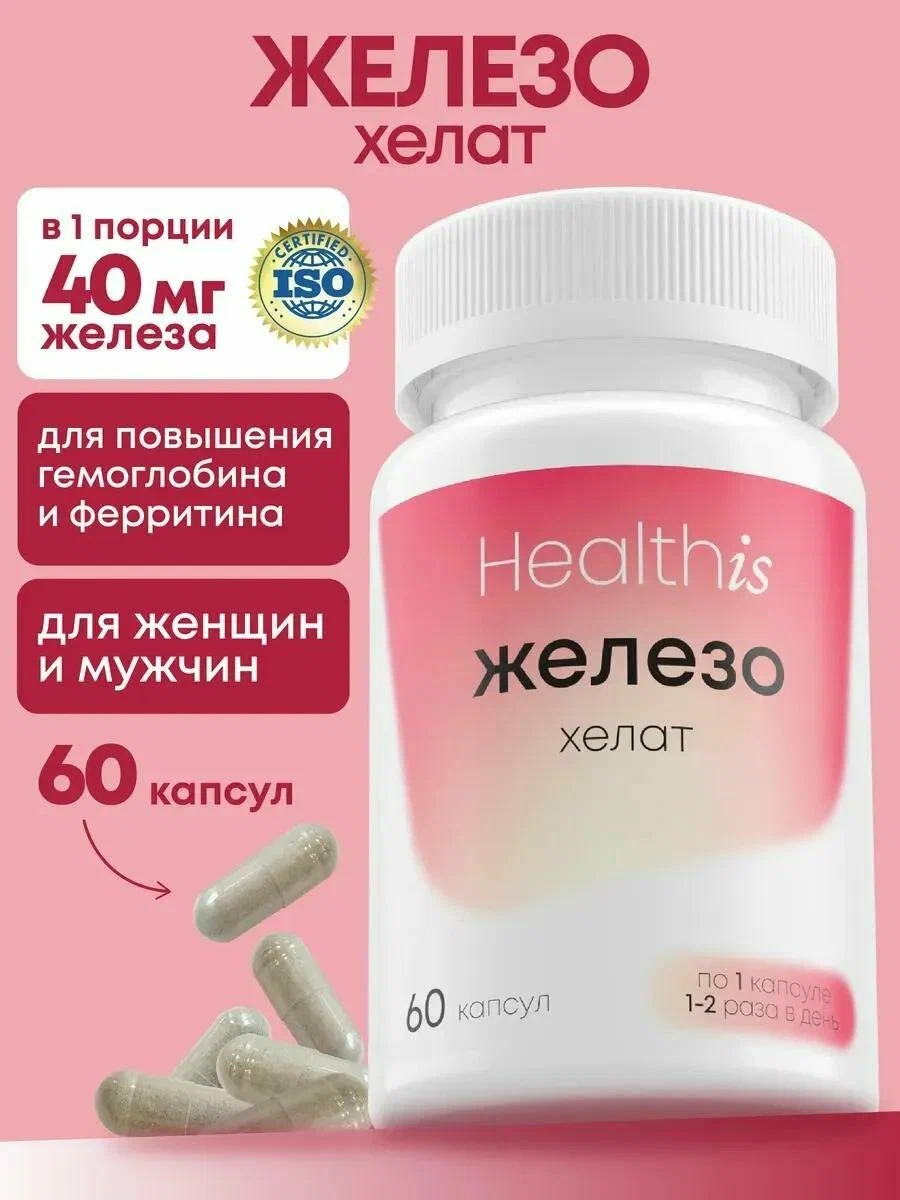 ЖЕЛЕЗО
хелат
в 1 порции
40 мг
железа
CERTIFIED
ISO
для повышения
гемоглобина
и ферритина
для женщин
и мужчин
60 капсул
Healthis
железо
хелат
60 капсул
по 1 капсуле
1-2 раза в день